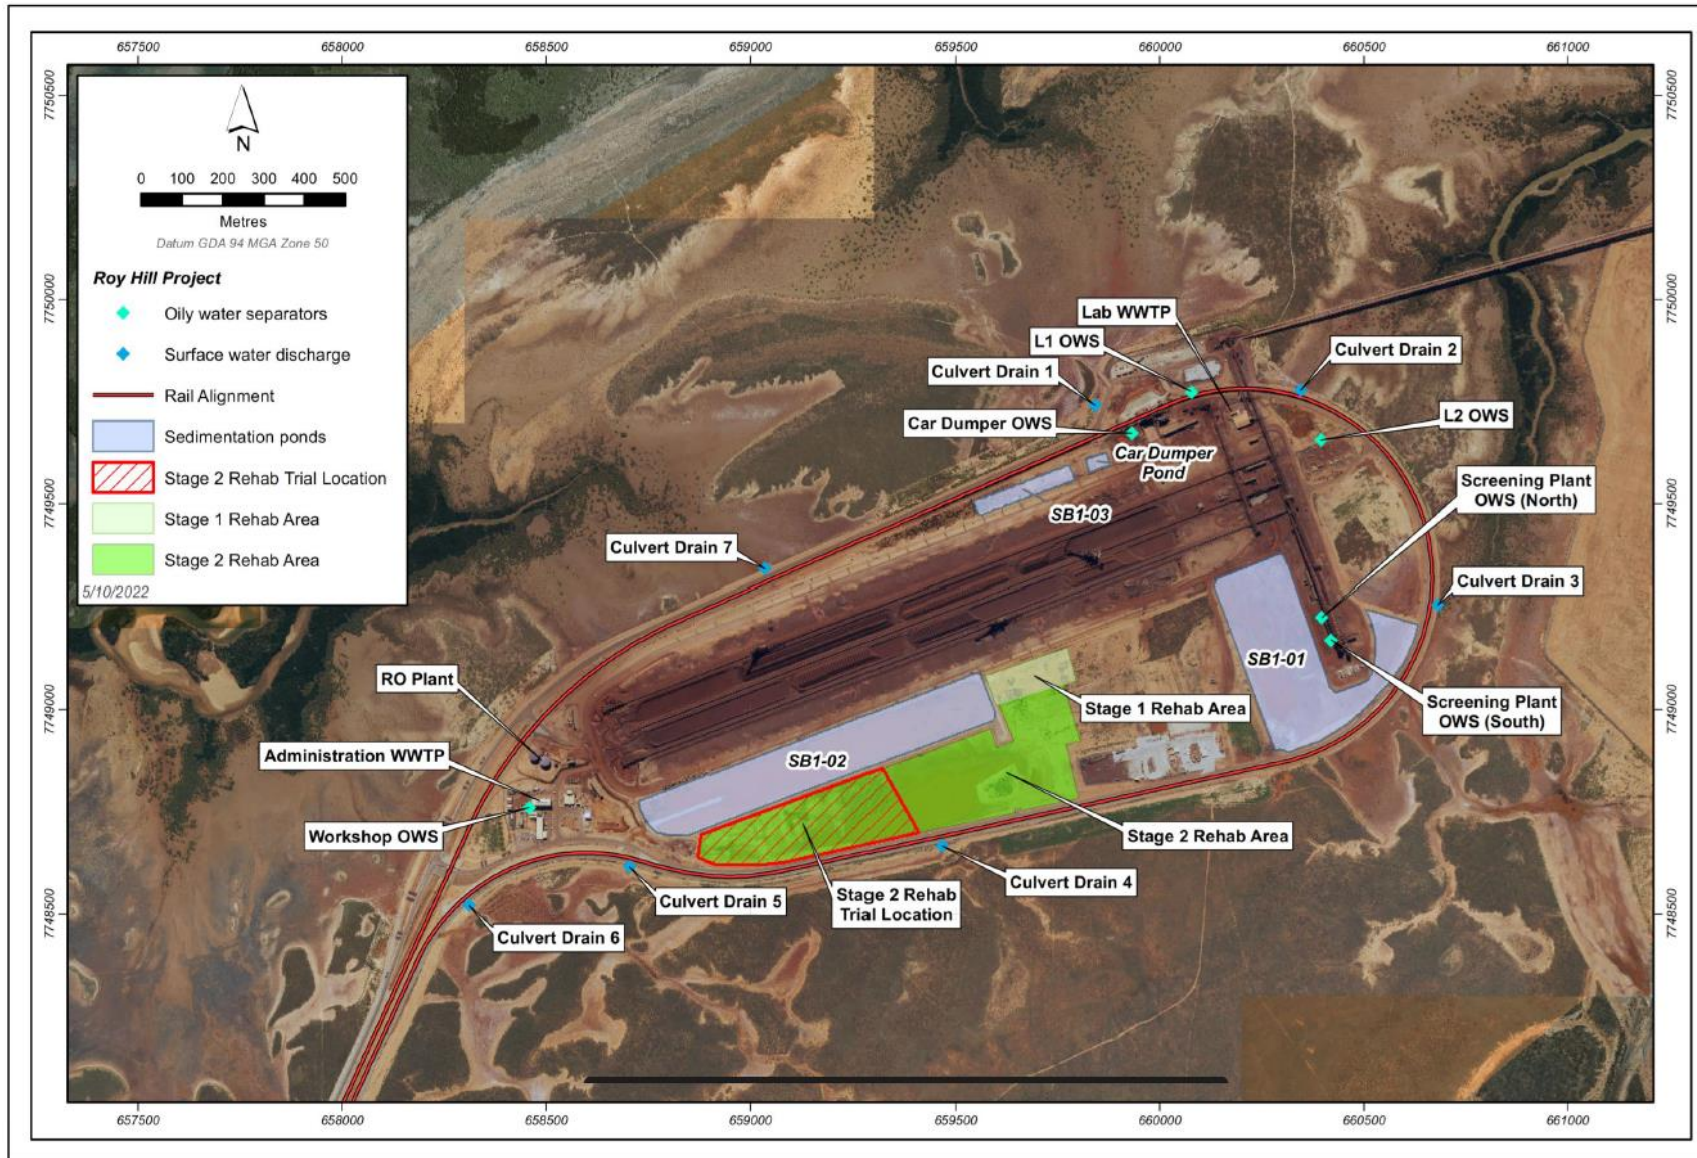 657500
658000
658500
659000
659500
660000
660500
661000
7750500
7750500
N
0 100 200 300 400 500
Metres
Datum GDA 94 MGA Zone 50
Roy Hill Project
Oily water separators
Surface water discharge
Rail Alignment
Sedimentation ponds
Stage 2 Rehab Trial Location
Stage 1 Rehab Area
Stage 2 Rehab Area
5/10/2022
7750000
7750000
Lab WWTP
L1 OWS
Culvert Drain 2
Culvert Drain 1
Car Dumper OWS
L2 OWS
Car Dumper
Pond
Screening Plant
OWS (North)
7749500
7749500
SB1-03
Culvert Drain 7
Culvert Drain 3
SB1-01
RO Plant
Stage 1 Rehab Area
Screening Plant
OWS (South)
7749000
7749000
Administration WWTP
SB1-02
Workshop OWS
Stage 2 Rehab Area
Culvert Drain 4
Culvert Drain 5
Stage 2 Rehab
Trial Location
Culvert Drain 6
7748500
7748500
657500
658000
658500
659000
659500
660000
660500
661000